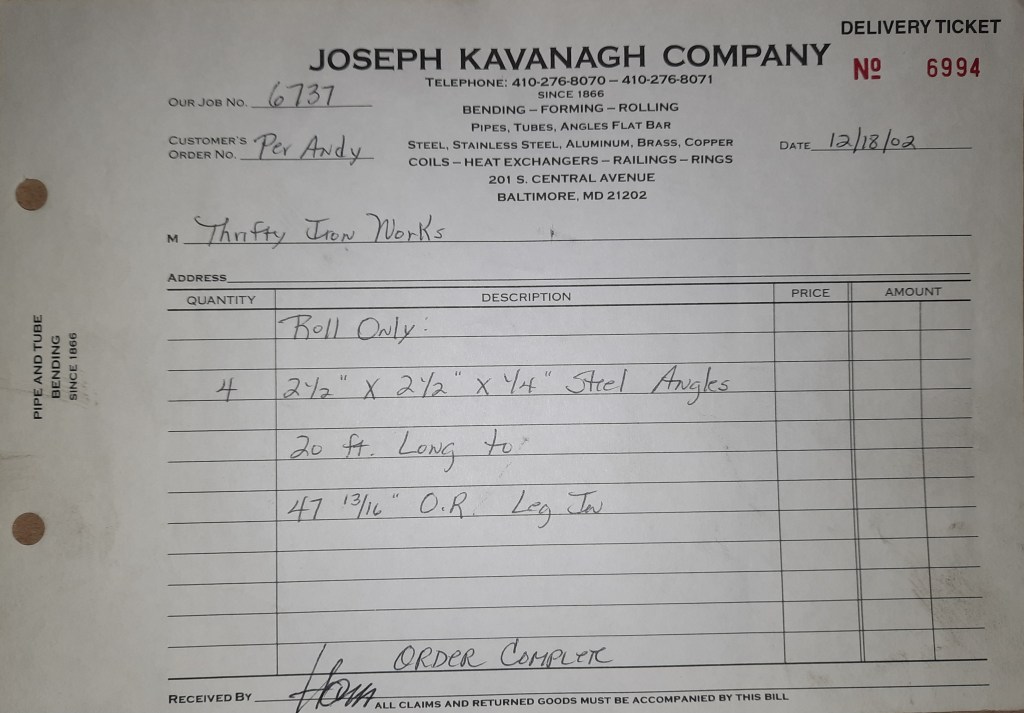 DELIVERY TICKET
JOSEPH KAVANAGH COMPANY
Nº 6994
TELEPHONE: 410-276-8070 – 410-276-8071
SINCE 1866
BENDING – FORMING – ROLLING
PIPES, TUBES, ANGLES FLAT BAR
STEEL, STAINLESS STEEL, ALUMINUM, BRASS, COPPER
COILS – HEAT EXCHANGERS – RAILINGS – RINGS
201 S. CENTRAL AVENUE
BALTIMORE, MD 21202
OUR JOB NO. 6737
CUSTOMER'S ORDER NO. Per Andy
DATE 12/18/02
M Thrifty Iron Works
ADDRESS
QUANTITY DESCRIPTION PRICE AMOUNT
Roll Only:
4 2 1/2" X 2 1/2" X 1/4" Steel Angles
20 ft. Long to
47 13/16" O.R. Leg In
ORDER COMPLETE
RECEIVED BY
ALL CLAIMS AND RETURNED GOODS MUST BE ACCOMPANIED BY THIS BILL
PIPE AND TUBE
BENDING
SINCE 1866